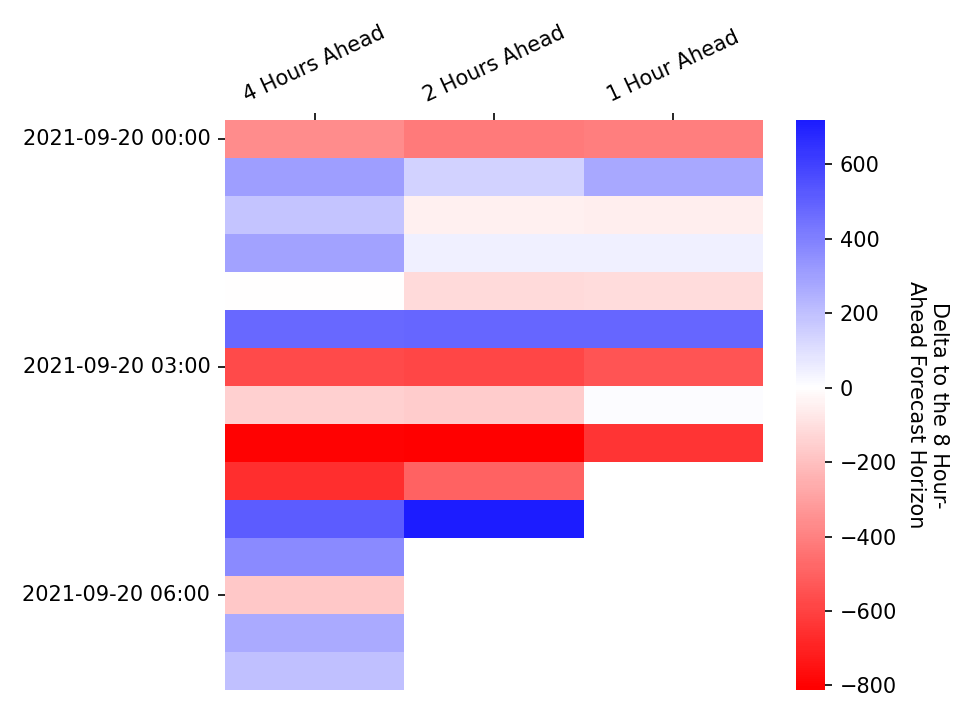 4 Hours Ahead
2 Hours Ahead
1 Hour Ahead
2021-09-20 00:00
2021-09-20 03:00
2021-09-20 06:00
600
400
200
0
−200
−400
−600
−800
Delta to the 8 Hour-
Ahead Forecast Horizon